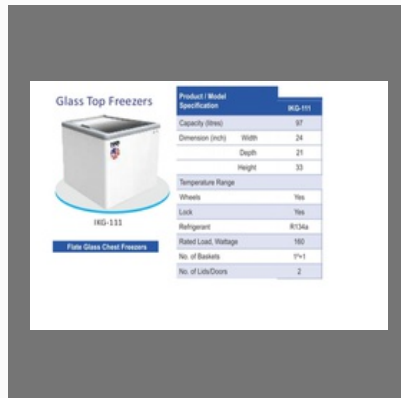 Glass Top Freezers
IKG-111
Flate Glass Chest Freezers
Product / Model
Specification IKG-111
Capacity (litres) 97
Dimension (inch) Width 24
Depth 21
Height 33
Temperature Range
Wheels Yes
Lock Yes
Refrigerant R134a
Rated Load, Wattage 160
No. of Baskets
No. of Lids/Doors 2